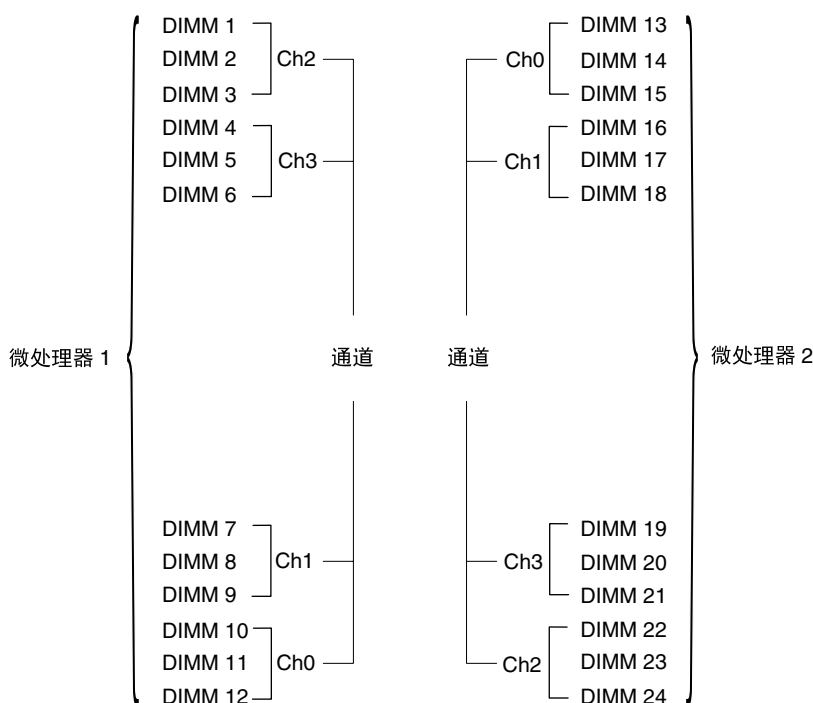 DIMM 1
DIMM 2
Ch2
DIMM 3
DIMM 4
DIMM 5
Ch3
DIMM 6
微处理器 1
通道
DIMM 7
DIMM 8
Ch1
DIMM 9
DIMM 10
DIMM 11
Ch0
DIMM 12
DIMM 13
Ch0
DIMM 14
DIMM 15
DIMM 16
Ch1
DIMM 17
DIMM 18
通道
微处理器 2
DIMM 19
Ch3
DIMM 20
DIMM 21
DIMM 22
Ch2
DIMM 23
DIMM 24